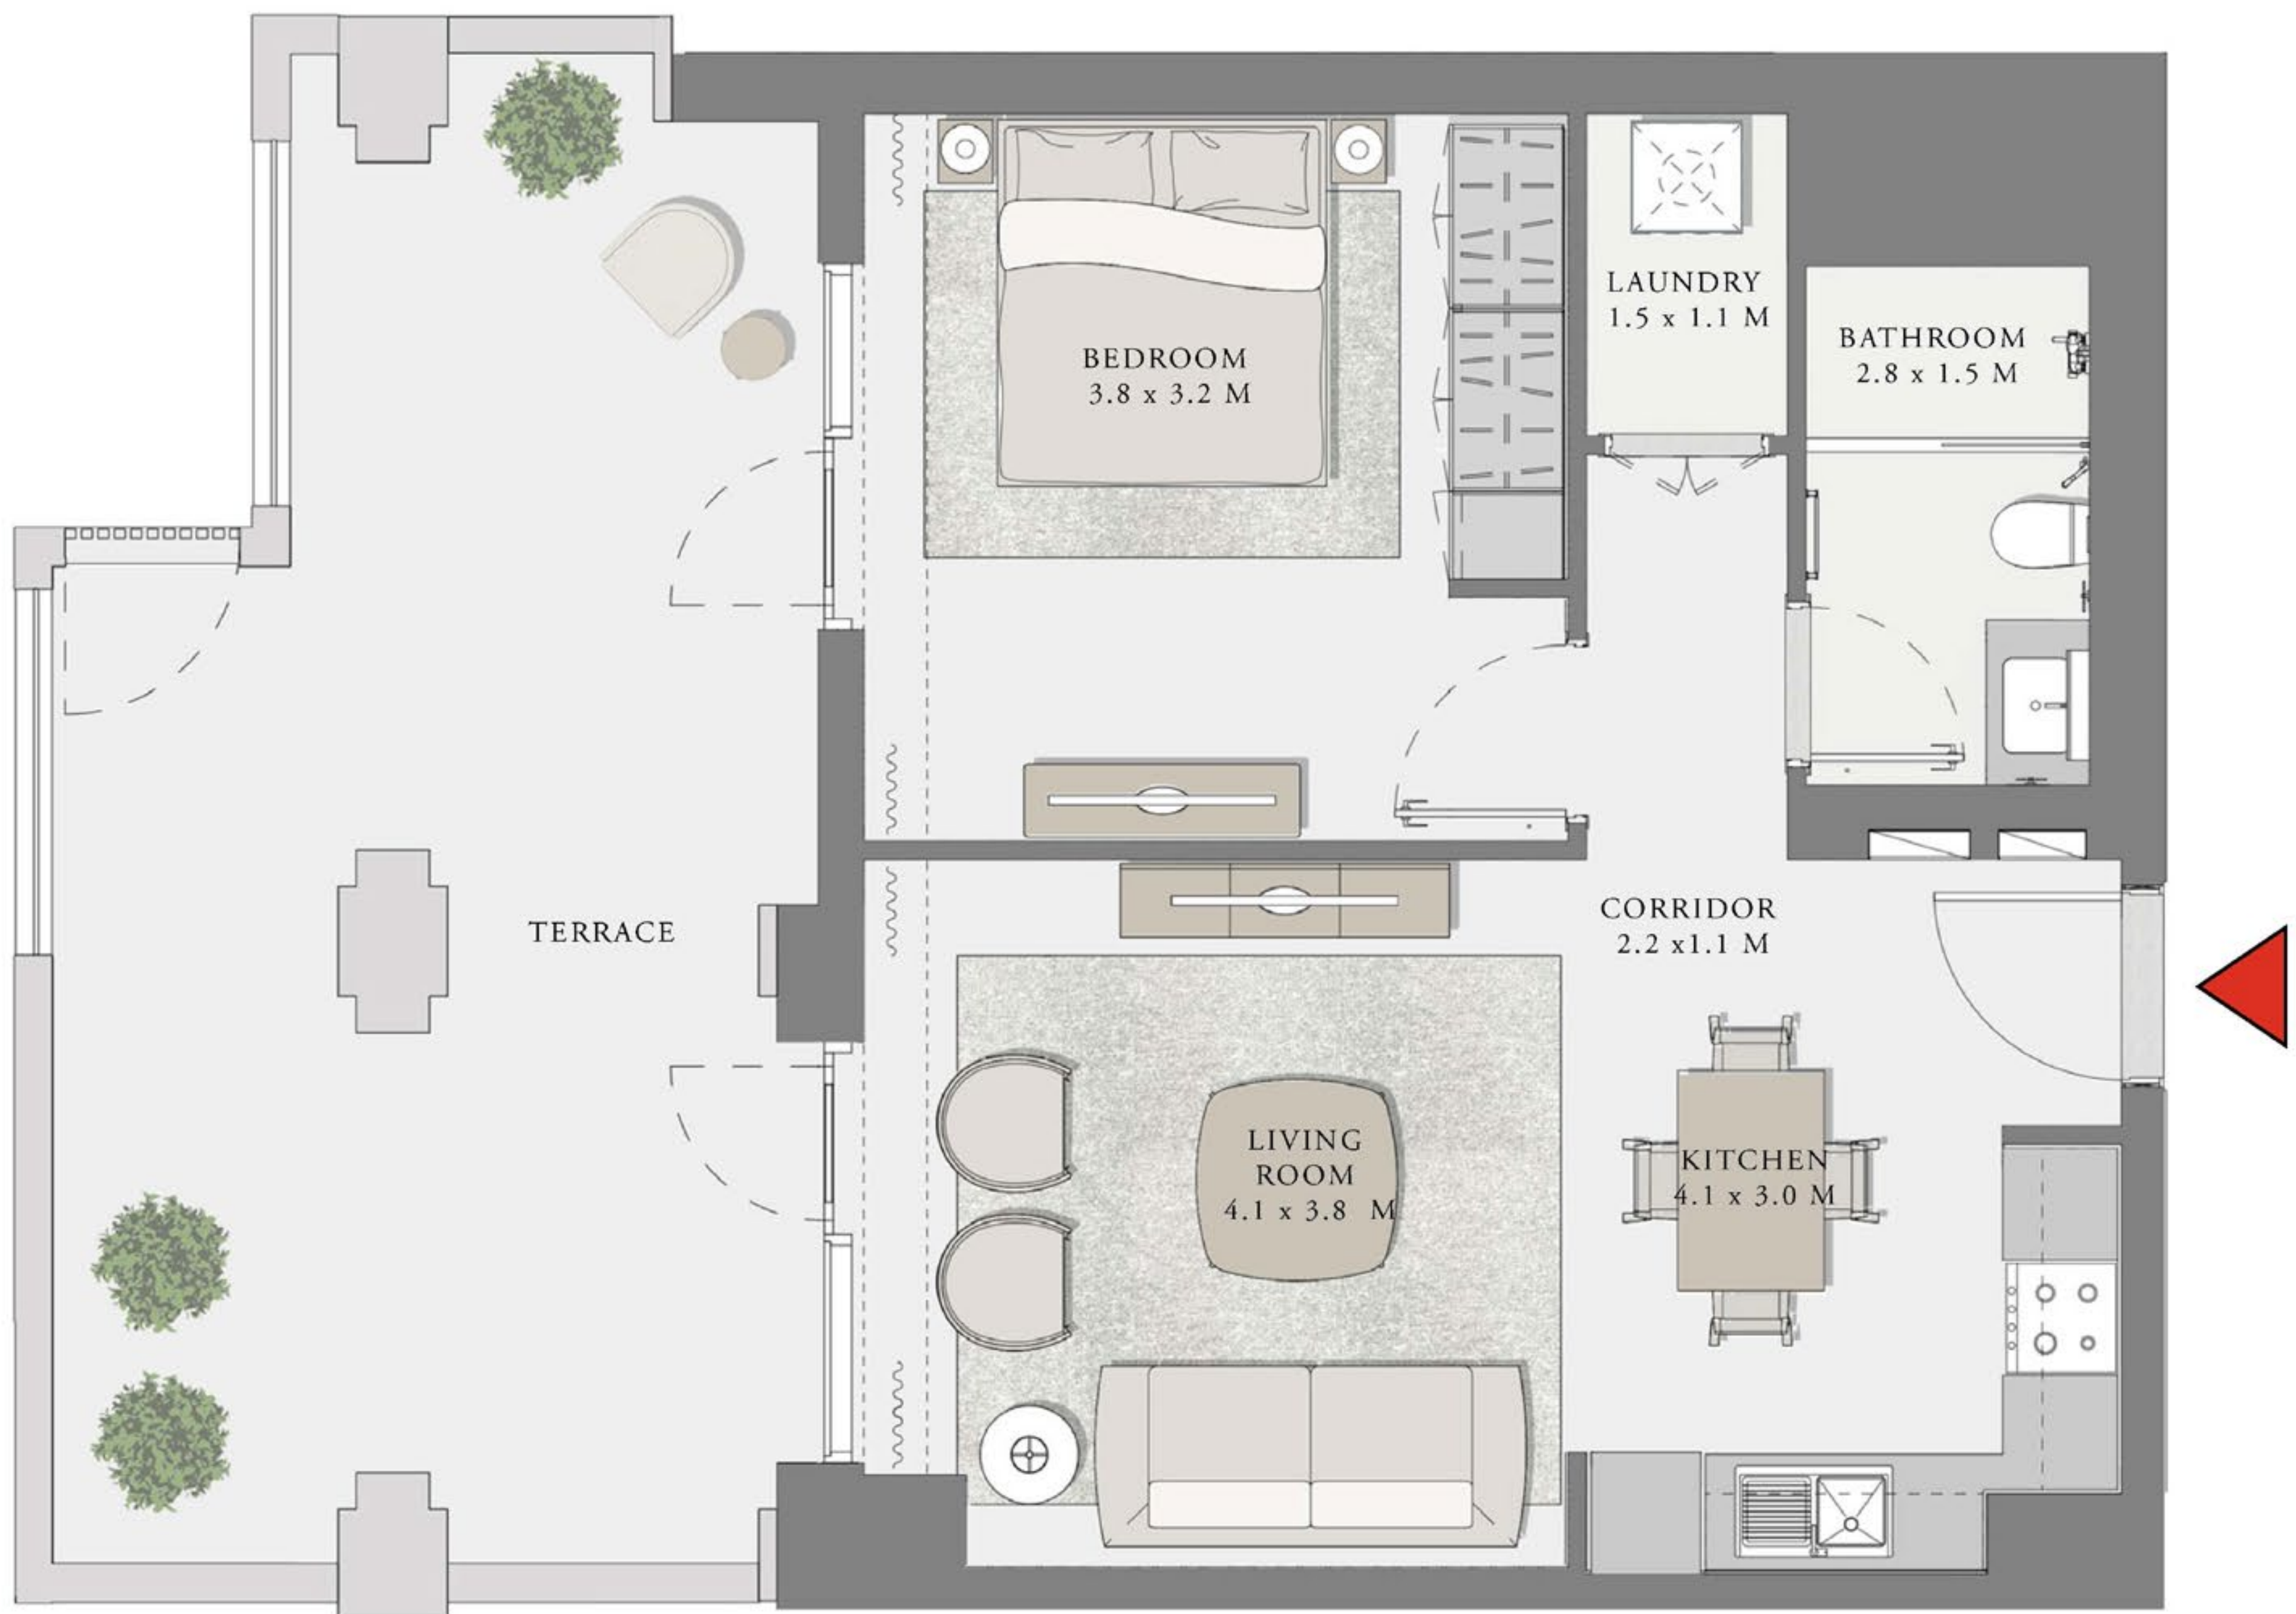 LAUNDRY
1.5 x 1.1 M
BATHROOM
2.8 x 1.5 M
BEDROOM
3.8 x 3.2 M
TERRACE
CORRIDOR
2.2 x1.1 M
LIVING
ROOM
4.1 x 3.8 M
KITCHEN
4.1 x 3.0 M